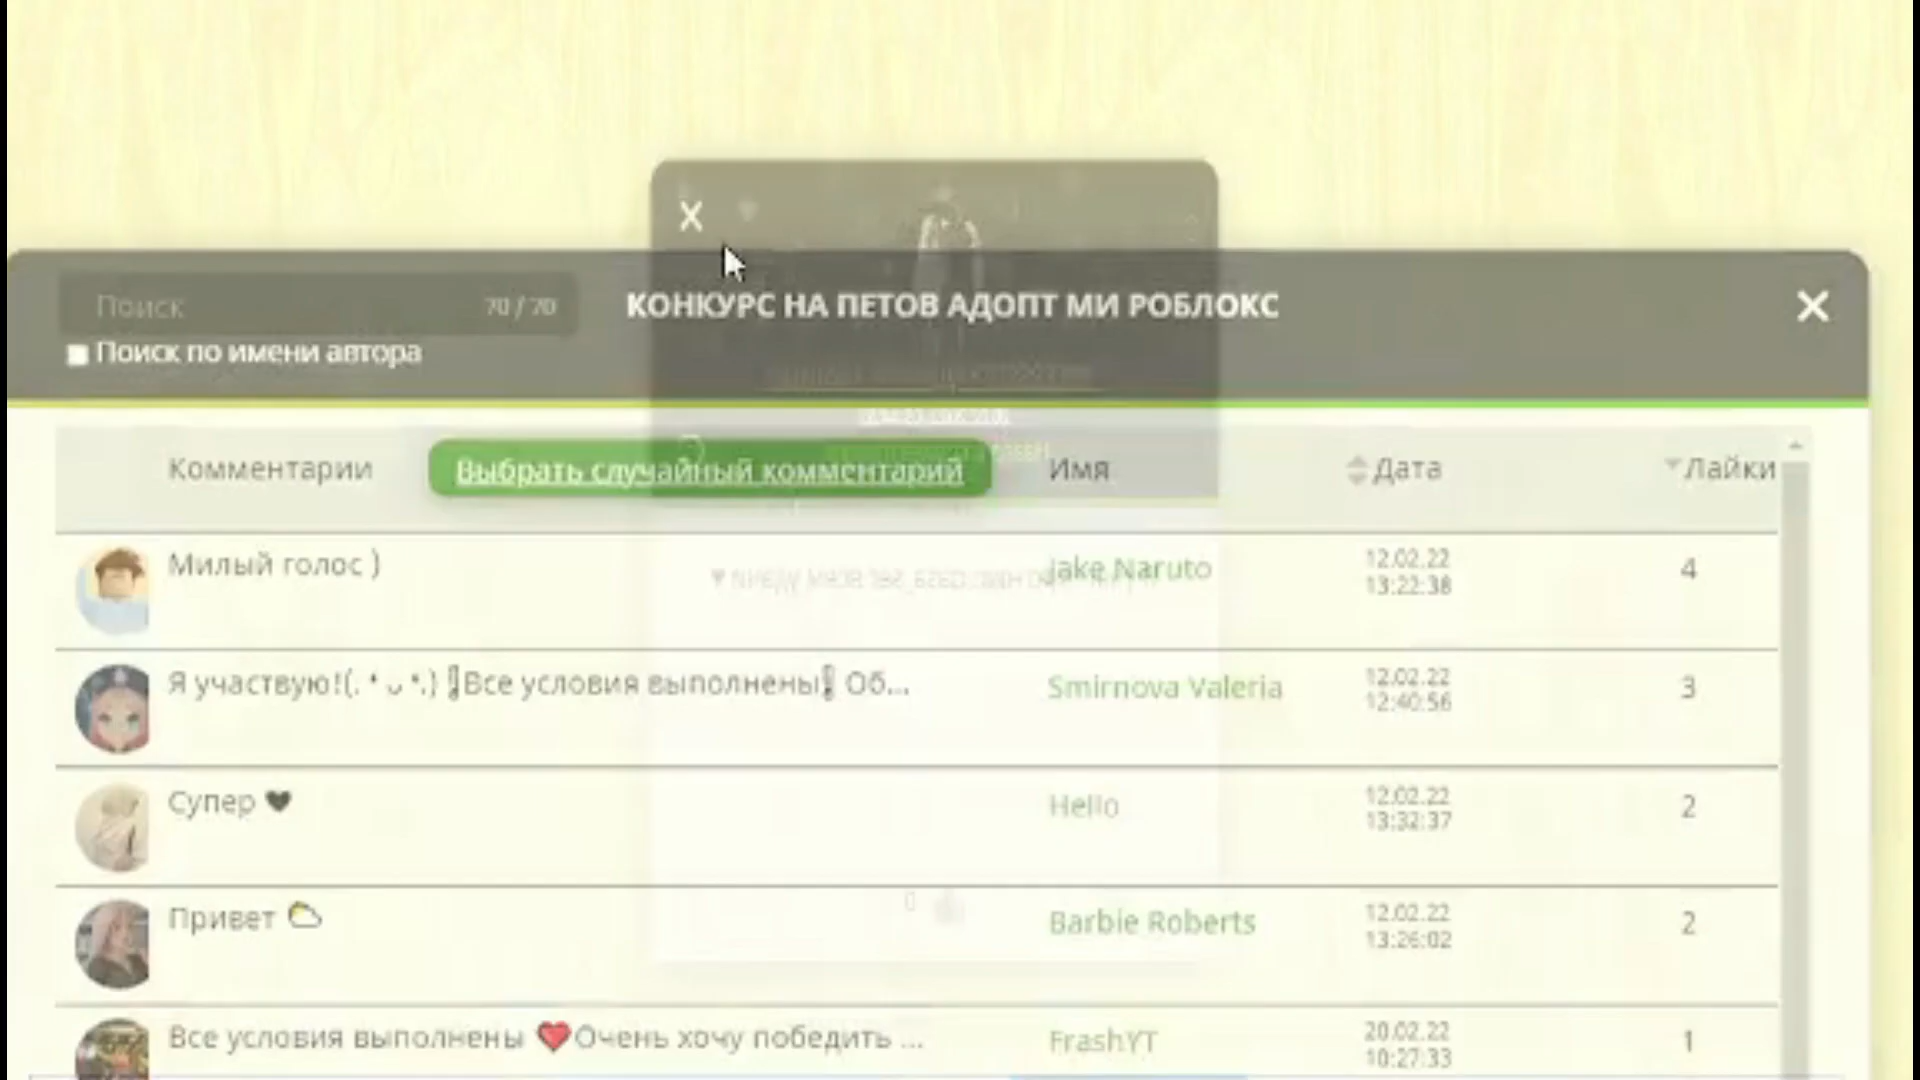 Поиск
70 / 70
КОНКУРС НА ПЕТОВ АДОПТ МИ РОБЛОКС
Поиск по имени автора
Комментарии
Выбрать случайный комментарий
Имя
Дата
Лайки
Милый голос )
Jake Naruto
12.02.22
13:22:38
4
Я участвую!(. ❛ ᴗ ❛.) Все условия выполнены Об...
Smirnova Valeria
12.02.22
12:40:56
3
Супер 🖤
Hello
12.02.22
13:32:37
2
Привет 🌥
Barbie Roberts
12.02.22
13:26:02
2
Все условия выполнены ❤️Очень хочу победить ...
FrashYT
20.02.22
10:27:33
1
0